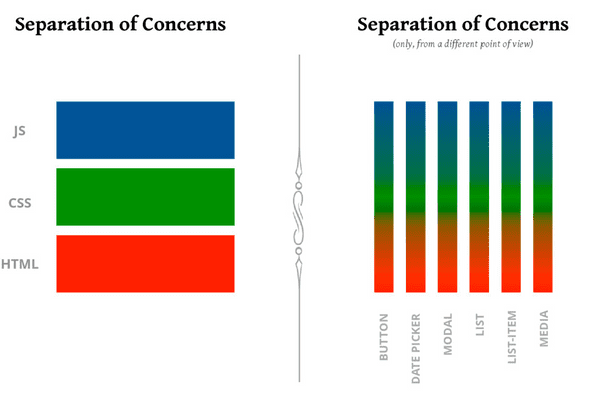 Separation of Concerns
JS
CSS
HTML
Separation of Concerns
(only, from a different point of view)
BUTTON
DATE PICKER
MODAL
LIST
LIST-ITEM
MEDIA